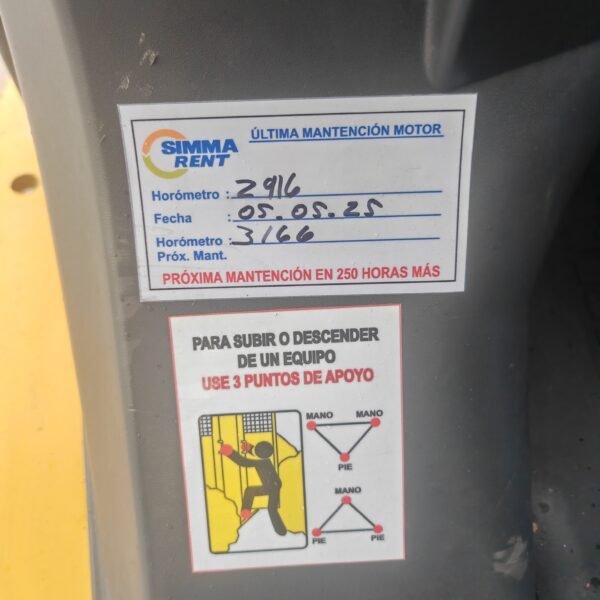 SIMMA
RENT
ÚLTIMA MANTENCIÓN MOTOR
Horómetro : 2916
Fecha : 05.05.25
Horómetro : 3166
Próx. Mant.
PRÓXIMA MANTENCIÓN EN 250 HORAS MÁS
PARA SUBIR O DESCENDER
DE UN EQUIPO
USE 3 PUNTOS DE APOYO
MANO MANO
PIE
MANO
PIE PIE